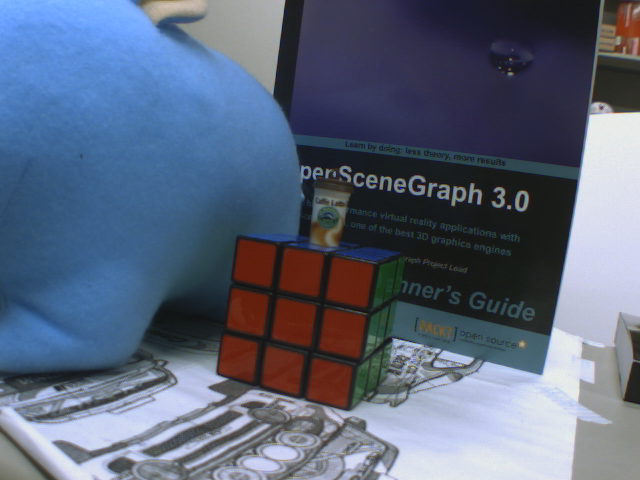 Learn by doing: less theory, more results
penSceneGraph 3.0
Caffe Latte
rmance virtual reality applications with
one of the best 3D graphics engines
raph Project Lead
nner's Guide
[PACKT] open source